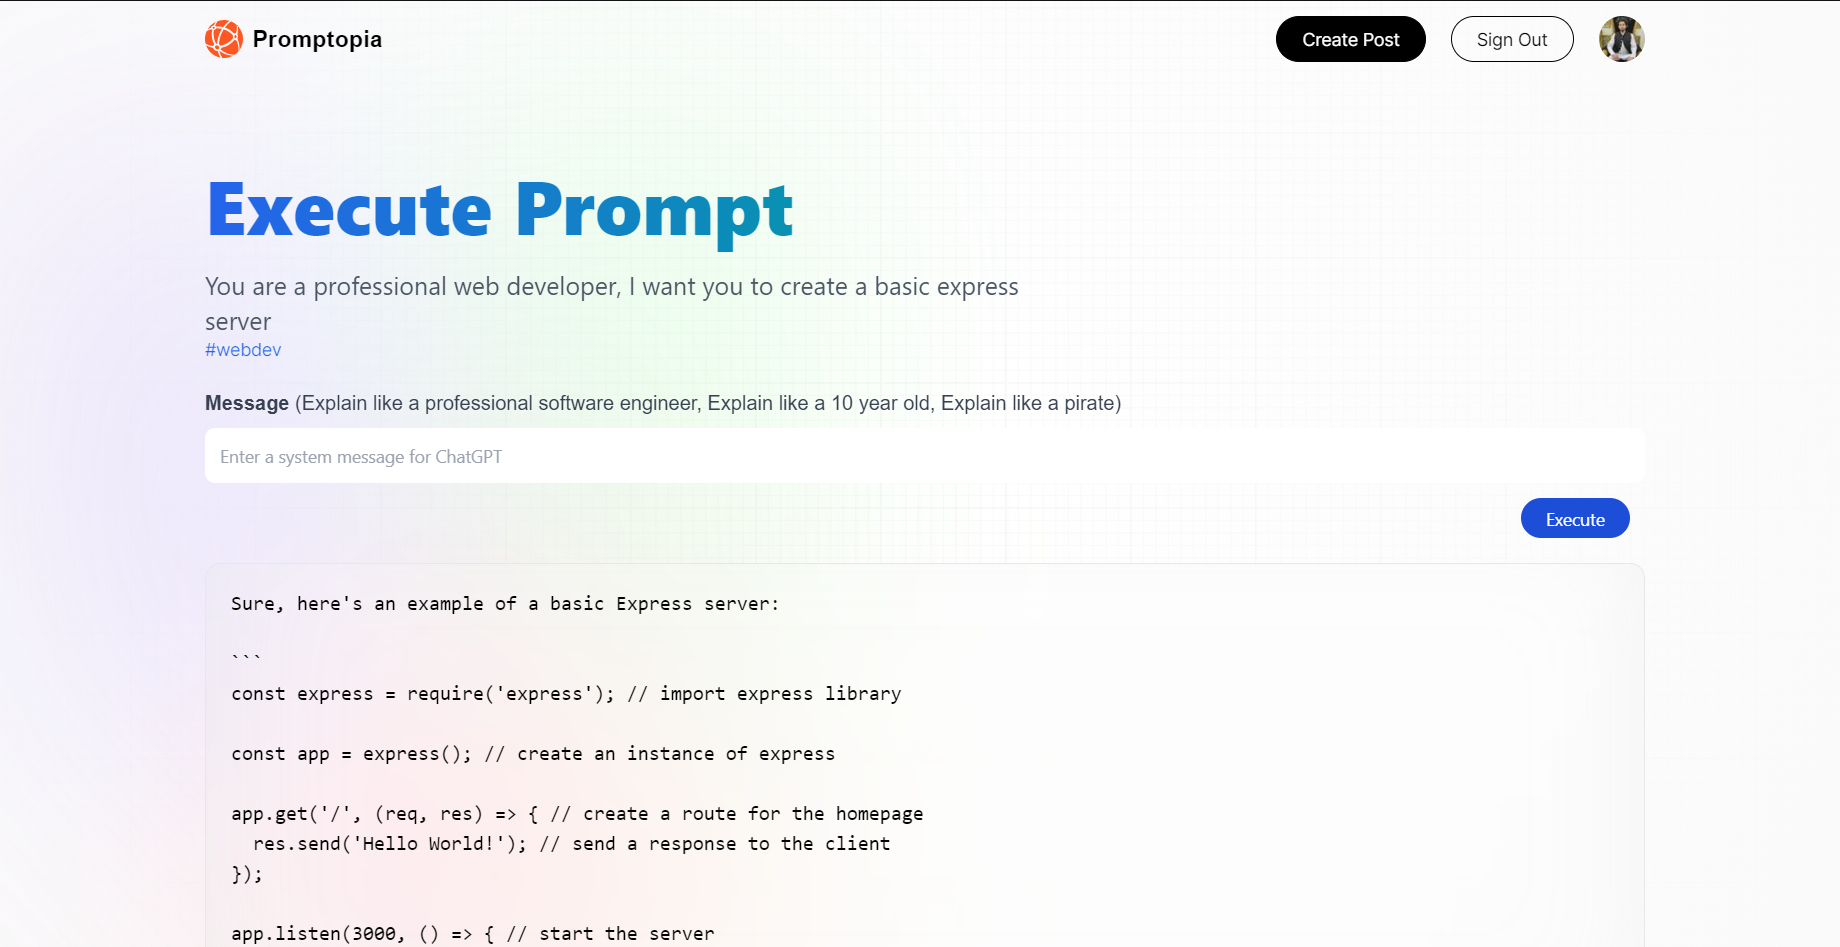 Promptopia
Create Post
Sign Out
Execute Prompt
You are a professional web developer, I want you to create a basic express
server
#webdev
Message (Explain like a professional software engineer, Explain like a 10 year old, Explain like a pirate)
Enter a system message for ChatGPT
Execute
Sure, here's an example of a basic Express server:
```
const express = require('express'); // import express library
const app = express(); // create an instance of express
app.get('/', (req, res) => { // create a route for the homepage
  res.send('Hello World!'); // send a response to the client
});
app.listen(3000, () => { // start the server